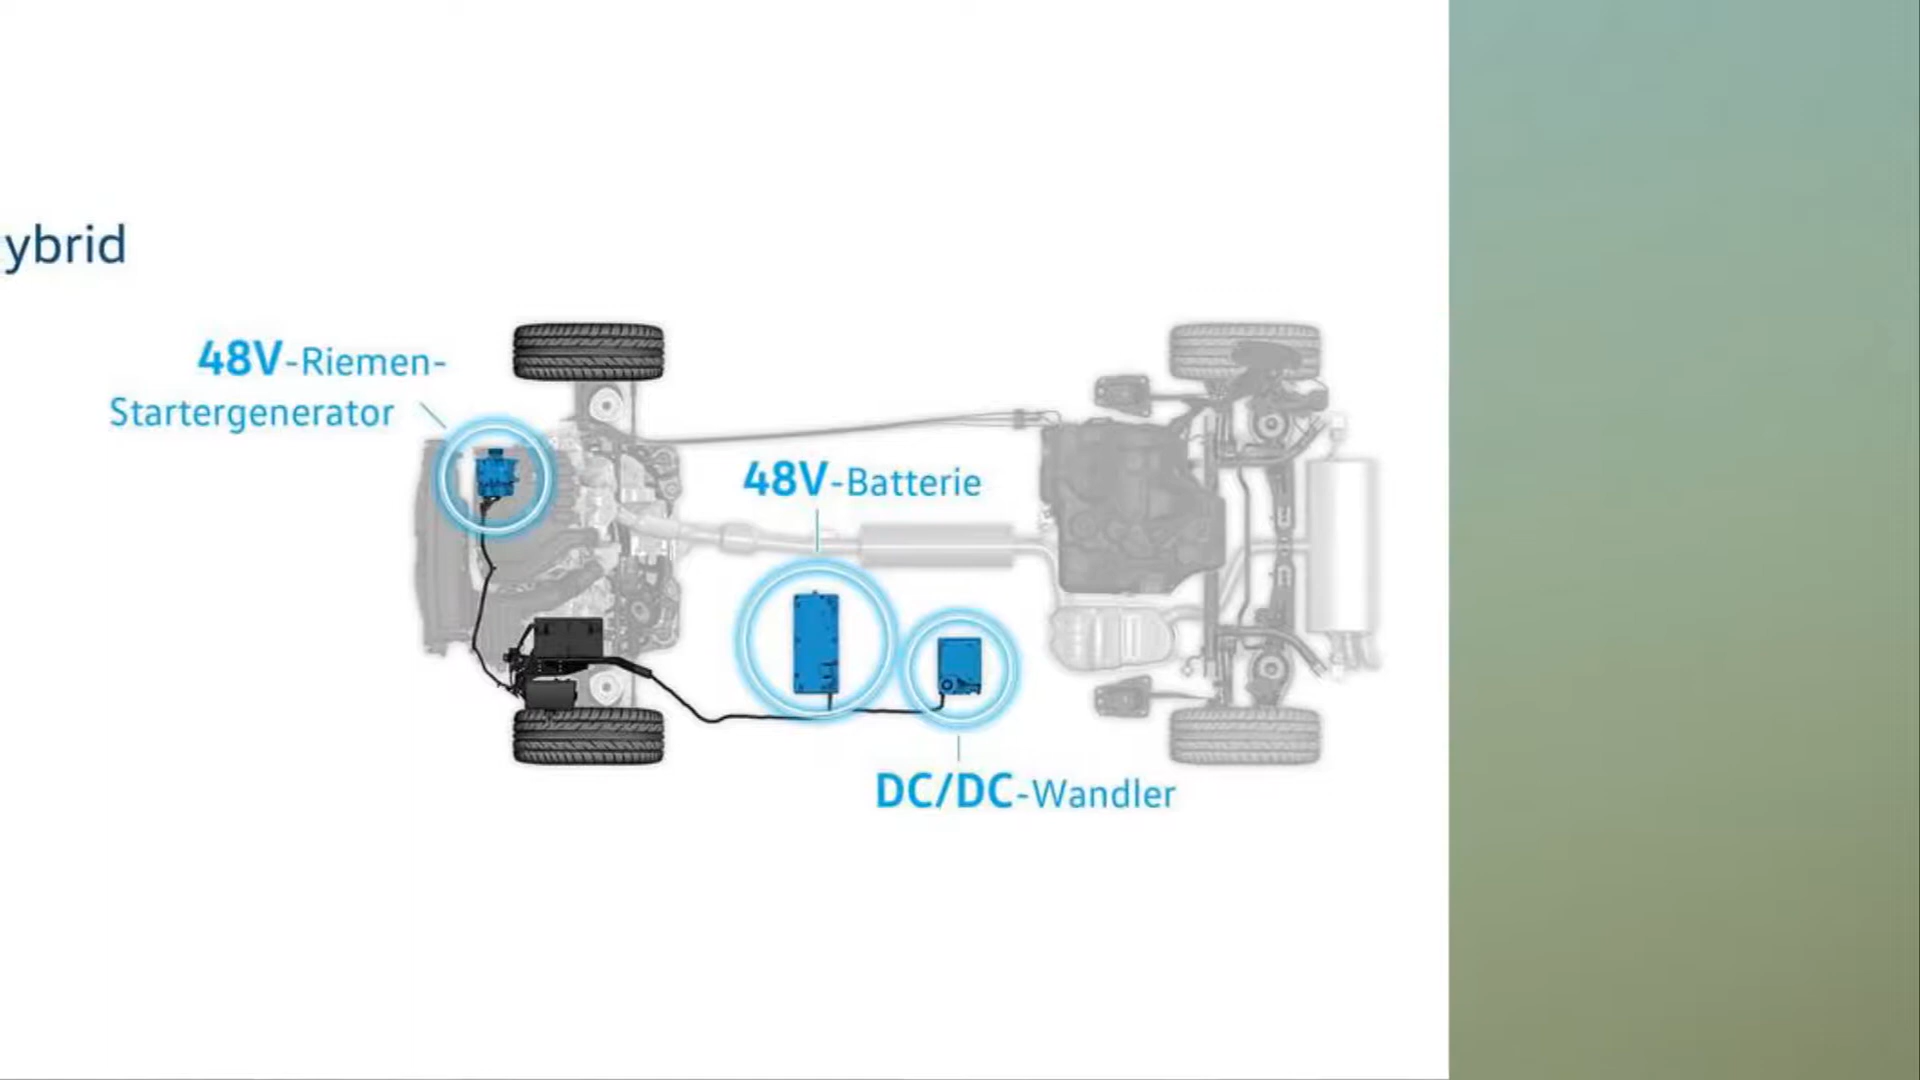 ybrid
48V-Riemen-
Startergenerator
48V-Batterie
DC/DC-Wandler